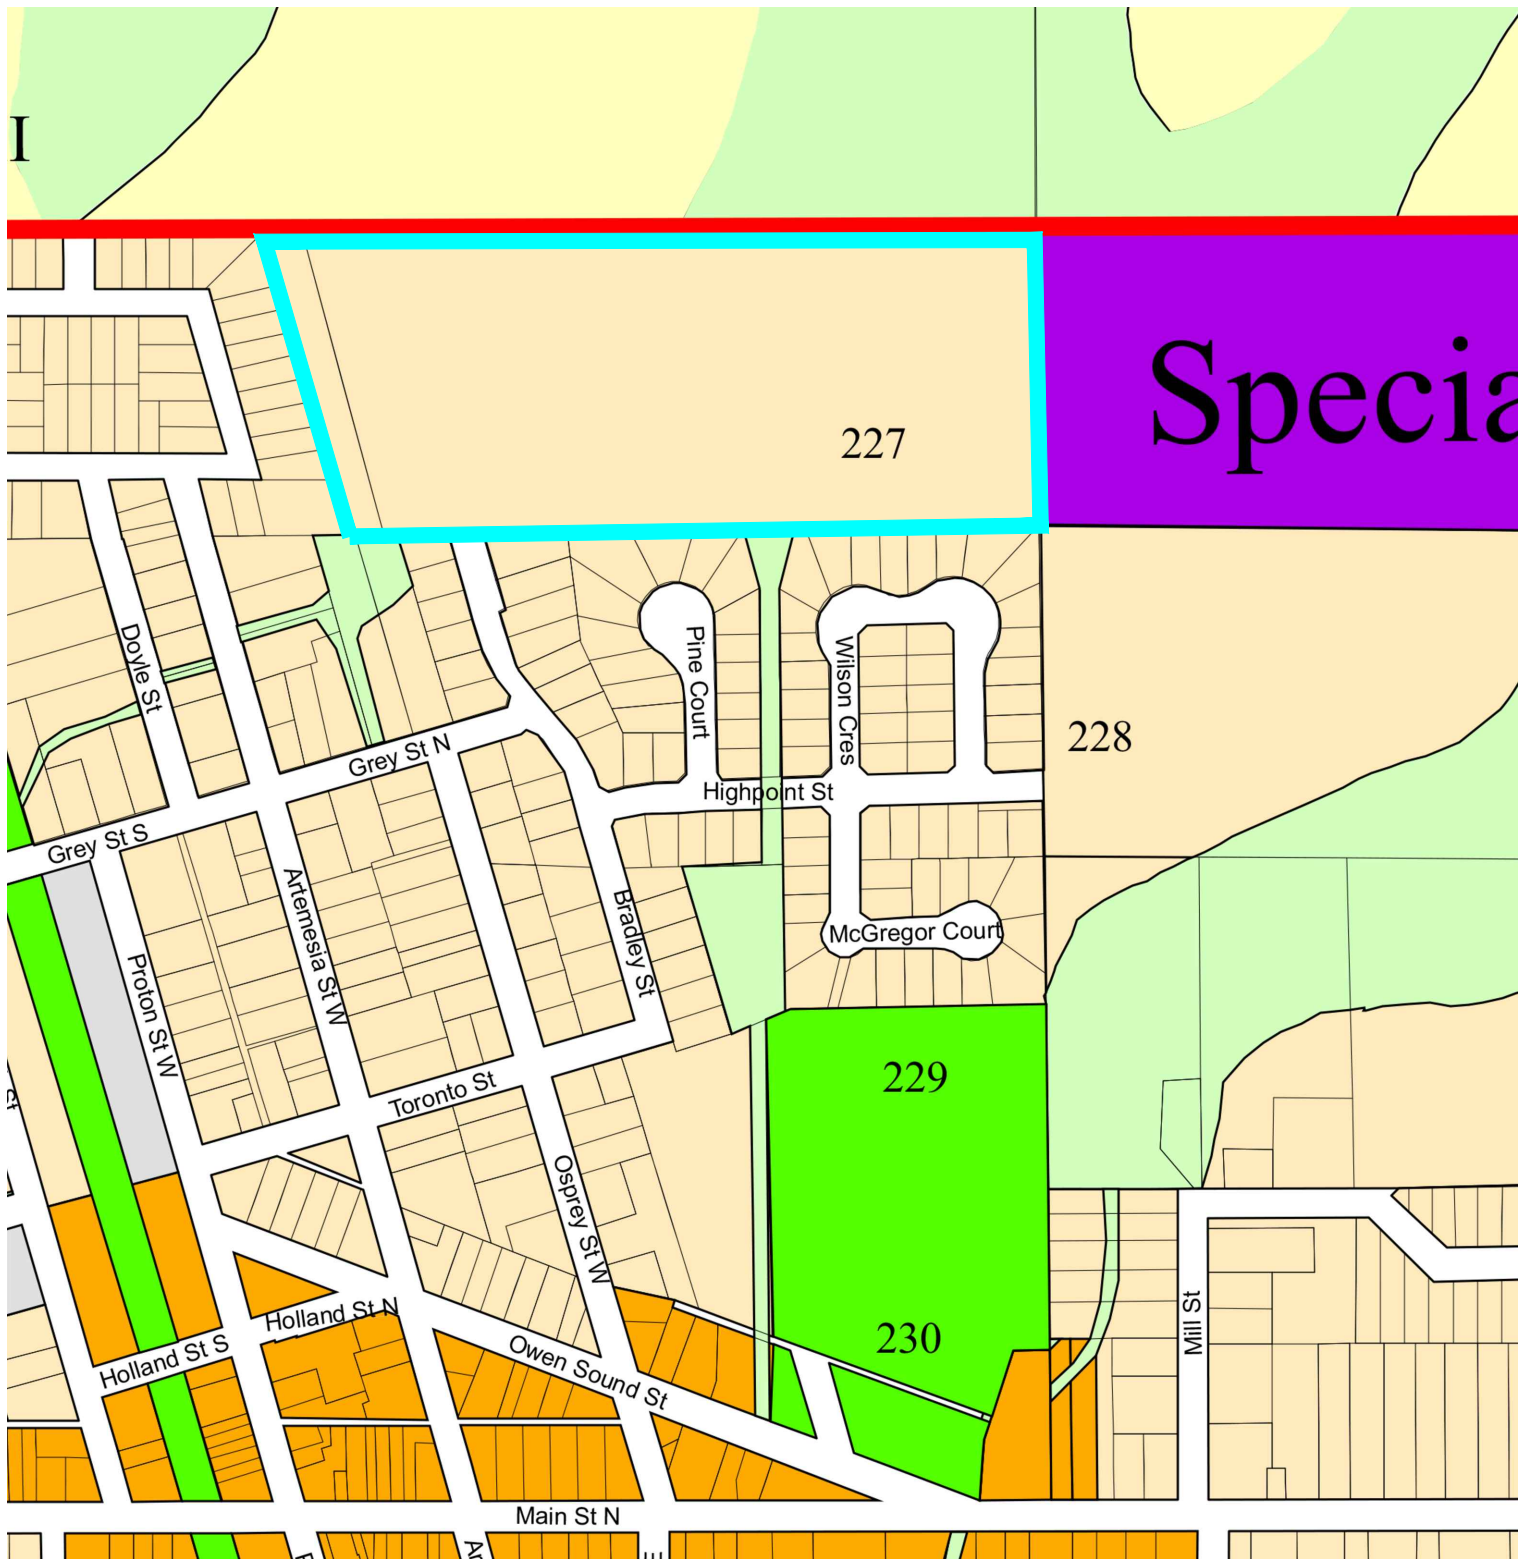 I
Specia
227
Doyle St
Pine Court
Wilson Cres
228
Grey St N
Highpoint St
Grey St S
Artemesia St W
Bradley St
McGregor Court
Proton St W
229
Toronto St
St
Osprey St W
Holland St N
230
Mill St
Holland St S
Owen Sound St
Main St N
Ar